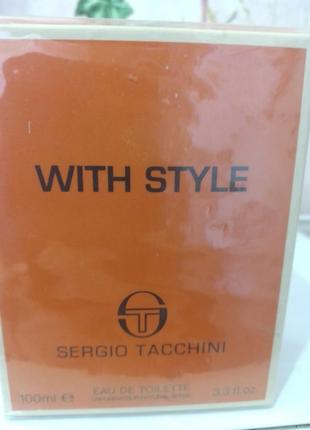 WITH STYLE
SERGIO TACCHINI
EAU DE TOILETTE
100ml e 3.3 fl.oz.